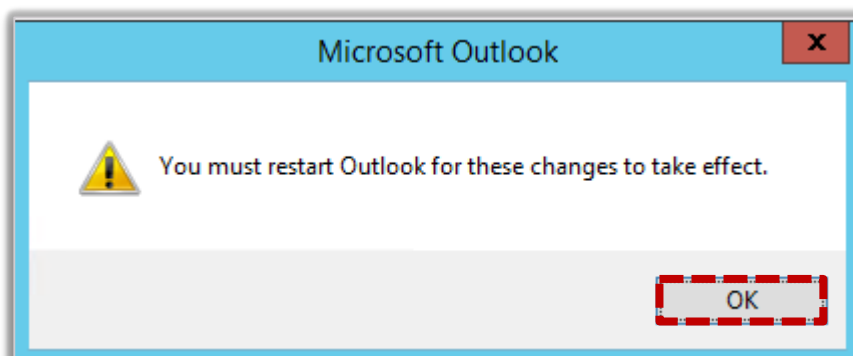 Microsoft Outlook
x
You must restart Outlook for these changes to take effect.
OK